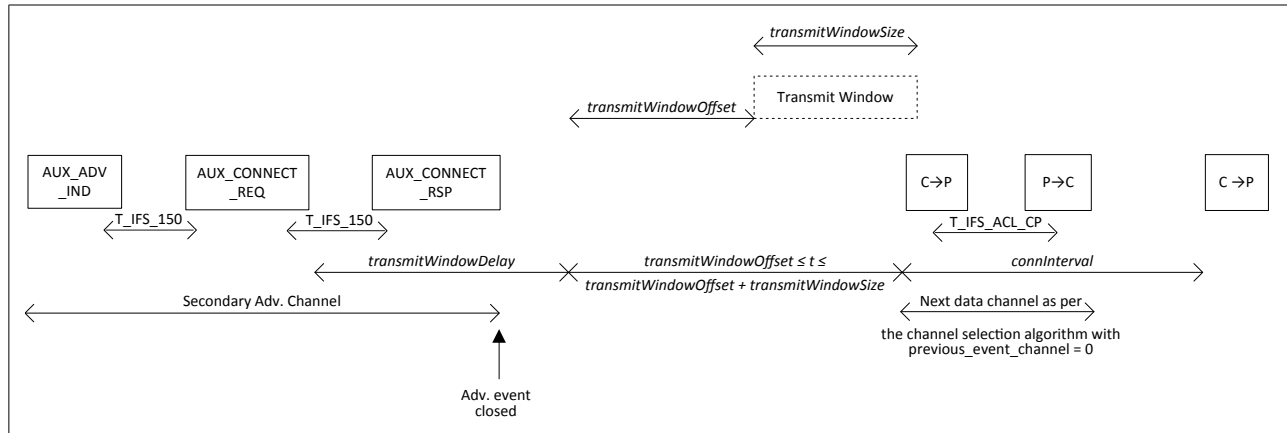 transmitWindowSize
Transmit Window
transmitWindowOffset
AUX_ADV
_IND
AUX_CONNECT
_REQ
AUX_CONNECT
_RSP
C→P
P→C
C →P
T_IFS_150
T_IFS_150
T_IFS_ACL_CP
transmitWindowDelay
transmitWindowOffset ≤ t ≤
transmitWindowOffset + transmitWindowSize
connInterval
Secondary Adv. Channel
Next data channel as per
the channel selection algorithm with
previous_event_channel = 0
Adv. event
closed